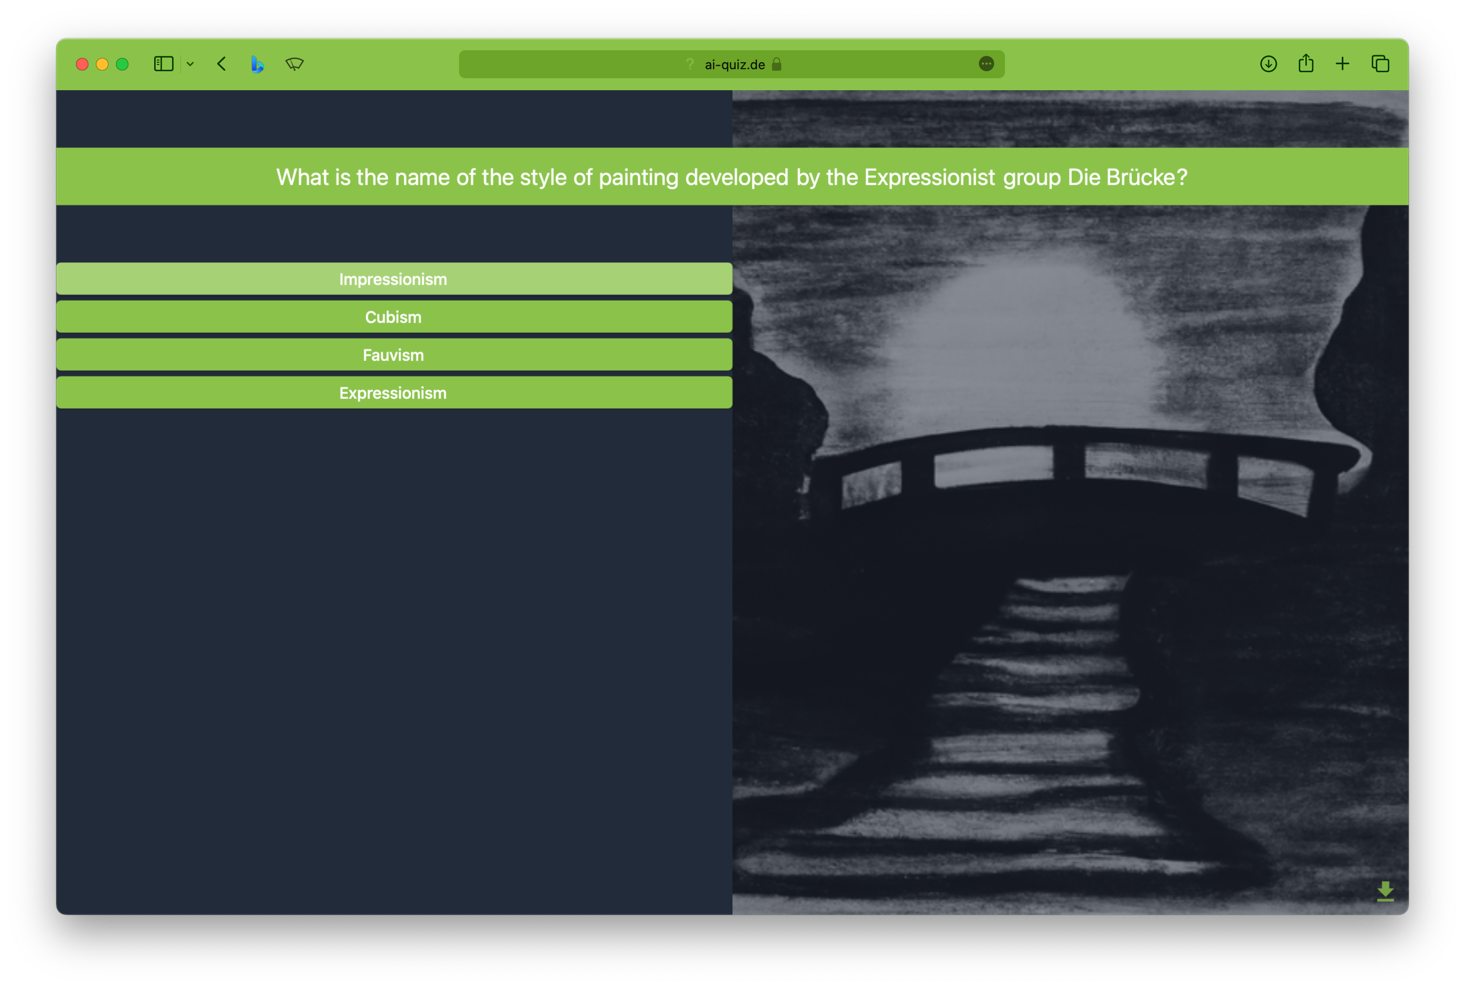 ai-quiz.de
What is the name of the style of painting developed by the Expressionist group Die Brücke?
Impressionism
Cubism
Fauvism
Expressionism